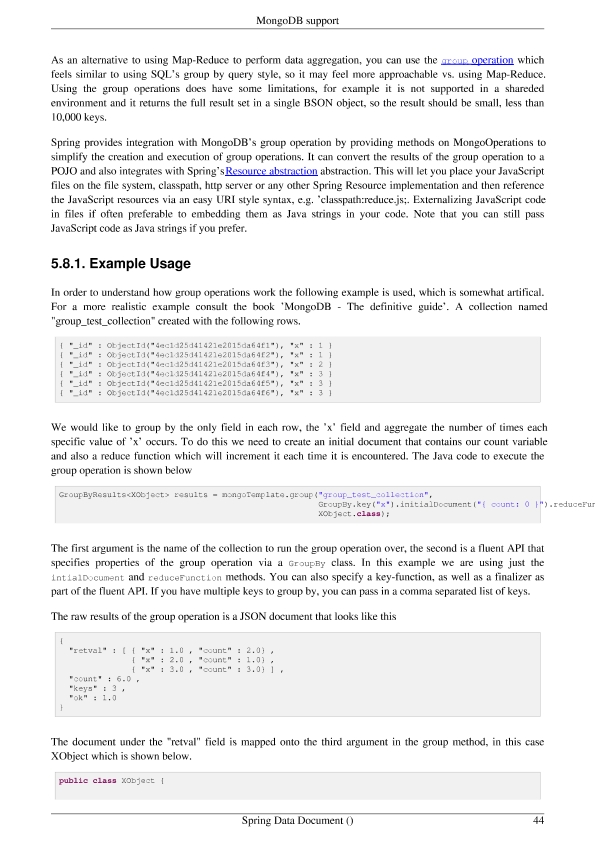 MongoDB support
As an alternative to using Map-Reduce to perform data aggregation, you can use the group operation which
feels similar to using SQL's group by query style, so it may feel more approachable vs. using Map-Reduce.
Using the group operations does have some limitations, for example it is not supported in a shareded
environment and it returns the full result set in a single BSON object, so the result should be small, less than
10,000 keys.
Spring provides integration with MongoDB's group operation by providing methods on MongoOperations to
simplify the creation and execution of group operations. It can convert the results of the group operation to a
POJO and also integrates with Spring's Resource abstraction abstraction. This will let you place your JavaScript
files on the file system, classpath, http server or any other Spring Resource implementation and then reference
the JavaScript resources via an easy URI style syntax, e.g. 'classpath:reduce.js;. Externalizing JavaScript code
in files if often preferable to embedding them as Java strings in your code. Note that you can still pass
JavaScript code as Java strings if you prefer.
5.8.1. Example Usage
In order to understand how group operations work the following example is used, which is somewhat artifical.
For a more realistic example consult the book 'MongoDB - The definitive guide'. A collection named
"group_test_collection" created with the following rows.
{ "_id" : ObjectId("4ec1d25d41421e2015da64f1"), "x" : 1 }
{ "_id" : ObjectId("4ec1d25d41421e2015da64f2"), "x" : 1 }
{ "_id" : ObjectId("4ec1d25d41421e2015da64f3"), "x" : 2 }
{ "_id" : ObjectId("4ec1d25d41421e2015da64f4"), "x" : 3 }
{ "_id" : ObjectId("4ec1d25d41421e2015da64f5"), "x" : 3 }
{ "_id" : ObjectId("4ec1d25d41421e2015da64f6"), "x" : 3 }
We would like to group by the only field in each row, the 'x' field and aggregate the number of times each
specific value of 'x' occurs. To do this we need to create an initial document that contains our count variable
and also a reduce function which will increment it each time it is encountered. The Java code to execute the
group operation is shown below
GroupByResults<XObject> results = mongoTemplate.group("group_test_collection",
GroupBy.key("x").initialDocument("{ count: 0 }").reduceFun
XObject.class);
The first argument is the name of the collection to run the group operation over, the second is a fluent API that
specifies properties of the group operation via a GroupBy class. In this example we are using just the
intialDocument and reduceFunction methods. You can also specify a key-function, as well as a finalizer as
part of the fluent API. If you have multiple keys to group by, you can pass in a comma separated list of keys.
The raw results of the group operation is a JSON document that looks like this
{
"retval" : [ { "x" : 1.0 , "count" : 2.0} ,
{ "x" : 2.0 , "count" : 1.0} ,
{ "x" : 3.0 , "count" : 3.0} ] ,
"count" : 6.0 ,
"keys" : 3 ,
"ok" : 1.0
}
The document under the "retval" field is mapped onto the third argument in the group method, in this case
XObject which is shown below.
public class XObject {
Spring Data Document ()
44